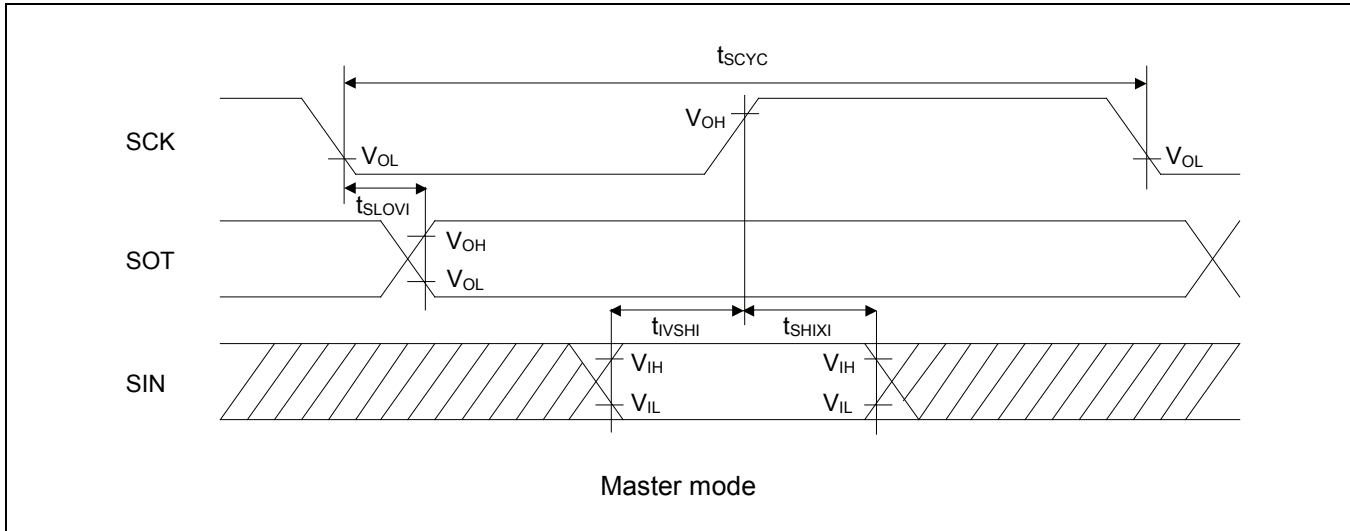 tSCYC
SCK
VOH
VOL
VOL
tSLOVI
SOT
VOH
VOL
tIVSHI
tSHIXI
SIN
VIH
VIH
VIL
VIL
Master mode